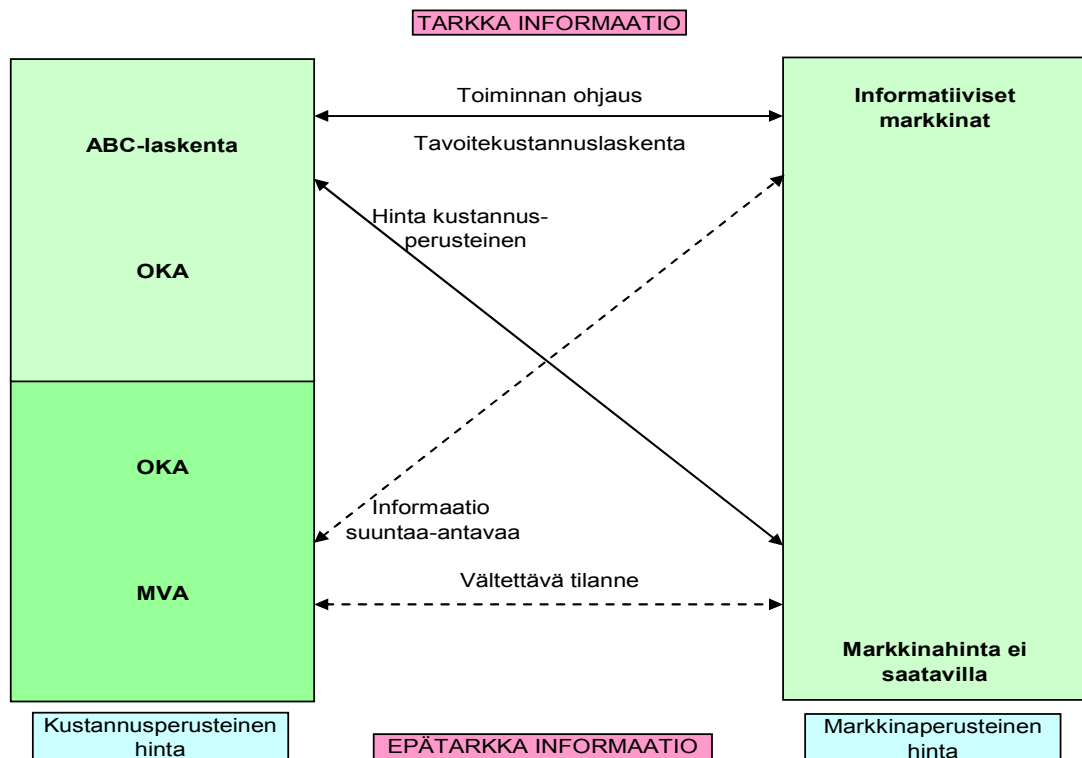 TARKKA INFORMAATIO
Toiminnan ohjaus
Informatiiviset
markkinat
ABC-laskenta
Tavoitekustannuslaskenta
Hinta kustannus-
perusteinen
OKA
OKA
Informaatio
suuntaa-antavaa
MVA
Vältettävä tilanne
Markkinahinta ei
saatavilla
Kustannusperusteinen
hinta
EPÄTARKKA INFORMAATIO
Markkinaperusteinen
hinta